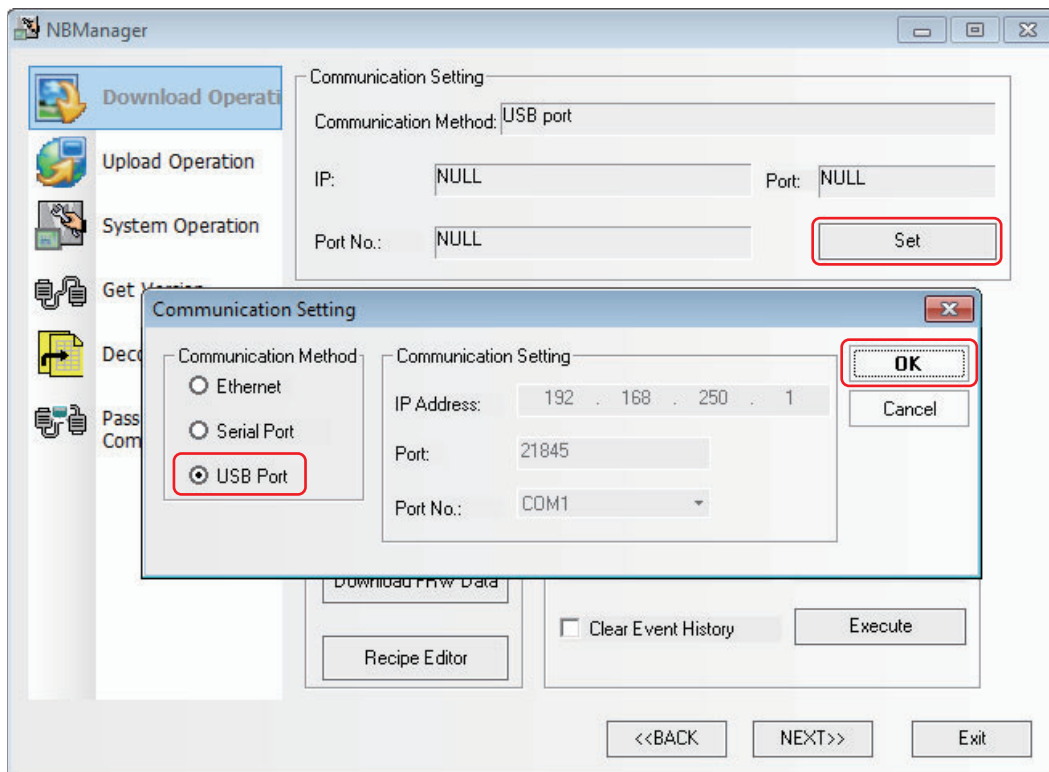 NBManager
Download Operati
Upload Operation
System Operation
Get
Deco
Pass
Com
Communication Setting
Communication Method: USB port
IP: NULL Port: NULL
Port No.: NULL Set
Communication Setting
Communication Method
Ethernet
Serial Port
USB Port
Communication Setting
IP Address: 192 . 168 . 250 . 1
Port: 21845
Port No.: COM1
OK
Cancel
Download FRW Data
Recipe Editor
Clear Event History Execute
<<BACK NEXT>> Exit